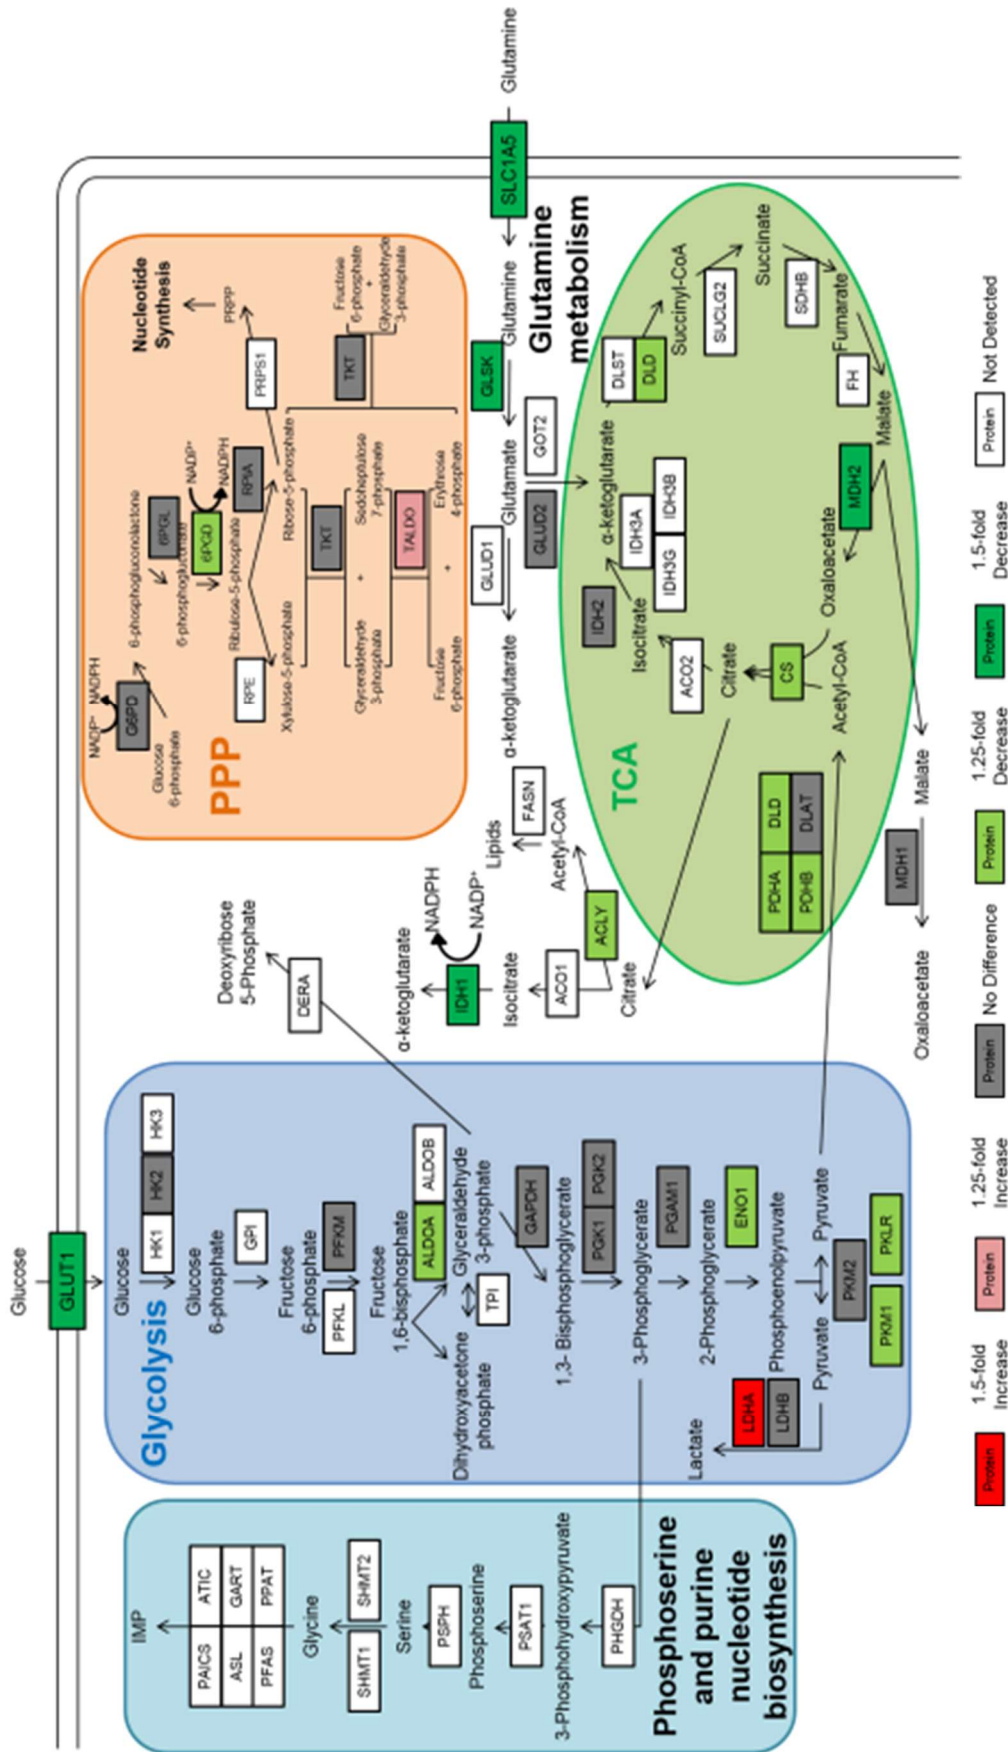 Glucose
GLUT1
Glycolysis
Glucose
HK1
HK2
HK3
Glucose
6-phosphate
GPI
Fructose
6-phosphate
PFKL
PFKM
Fructose
1,6-bisphosphate
ALDOA
ALDOB
Dihydroxyacetone
phosphate
TPI
Glyceraldehyde
3-phosphate
GAPDH
1,3- Bisphosphoglycerate
PGK1
PGK2
3-Phosphoglycerate
PGAM1
2-Phosphoglycerate
ENO1
Phosphoenolpyruvate
Lactate
LDHA
LDHB
Pyruvate
Pyruvate
PKM2
PKM1
PKLR
IMP
PAICS
ATIC
ASL
GART
PFAS
PPAT
Glycine
SHMT1
SHMT2
Serine
PSPH
Phosphoserine
PSAT1
3-Phosphohydroxypyruvate
PHGDH
Phosphoserine
and purine
nucleotide
biosynthesis
Deoxyribose
5-Phosphate
DERA
α-ketoglutarate
NADPH
IDH1
NADP⁺
Isocitrate
ACO1
Citrate
ACLY
Lipids
FASN
Acetyl-CoA
PPP
NADP⁺
NADPH
G6PD
Glucose
6-phosphate
6-phosphogluconolactone
6PGL
6-phosphogluconate
NADP⁺
6PGD
NADPH
Ribulose-5-phosphate
RPE
RPIA
Xylulose-5-phosphate
Ribose-5-phosphate
PRPS1
PRPP
Nucleotide
Synthesis
TKT
Glyceraldehyde
3-phosphate
+
Sedoheptulose
7-phosphate
TALDO
Fructose
6-phosphate
+
Erythrose
4-phosphate
TKT
Fructose
6-phosphate
+
Glyceraldehyde
3-phosphate
α-ketoglutarate
GLUD1
Glutamate
GLSK
Glutamine
SLC1A5
Glutamine
GLUD2
GOT2
Glutamine
metabolism
TCA
α-ketoglutarate
IDH2
IDH3A
IDH3G
IDH3B
Isocitrate
ACO2
Citrate
CS
DLST
DLD
Succinyl-CoA
SUCLG2
Succinate
SDHB
Fumarate
FH
Malate
MDH2
Oxaloacetate
Acetyl-CoA
PDHA
DLD
PDHB
DLAT
Malate
MDH1
Oxaloacetate
Protein
1.5-fold
Increase
Protein
1.25-fold
Increase
Protein
No Difference
Protein
1.25-fold
Decrease
Protein
1.5-fold
Decrease
Protein
Not Detected